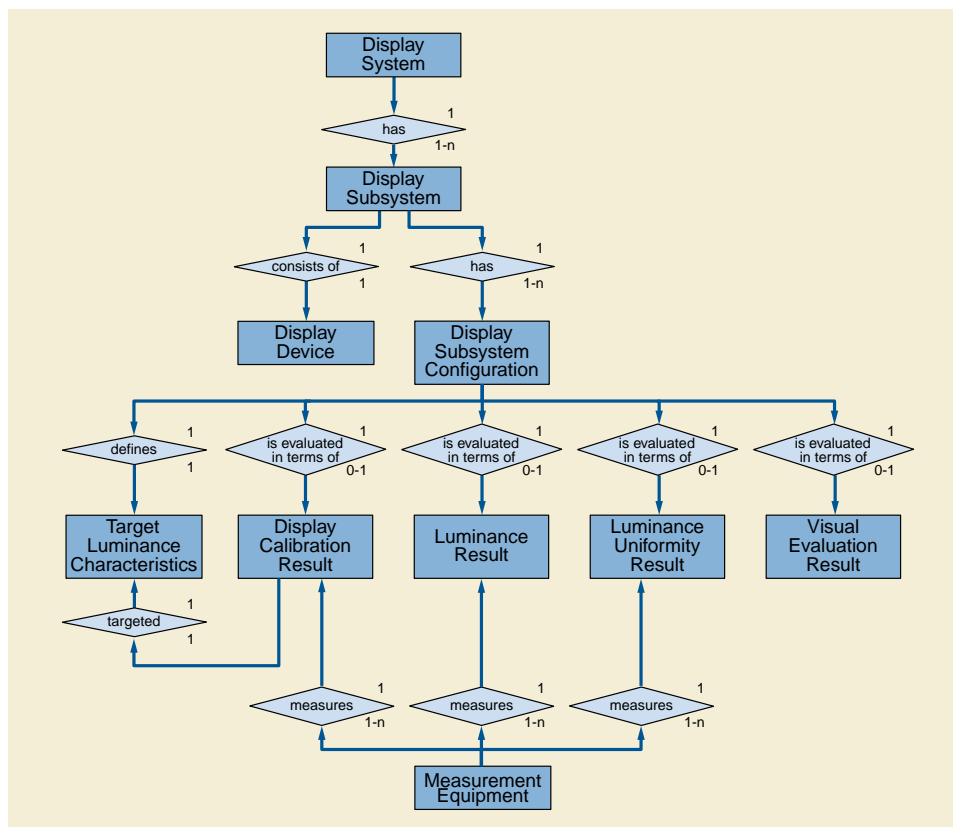 Display
System
1
has
1-n
Display
Subsystem
1
1
consists of
has
1
1-n
Display
Device
Display
Subsystem
Configuration
1
1
1
1
1
defines
is evaluated
in terms of
is evaluated
in terms of
is evaluated
in terms of
is evaluated
in terms of
1
0-1
0-1
0-1
0-1
Target
Luminance
Characteristics
Display
Calibration
Result
Luminance
Result
Luminance
Uniformity
Result
Visual
Evaluation
Result
1
targeted
1
1
1
1
measures
measures
measures
1-n
1-n
1-n
Measurement
Equipment